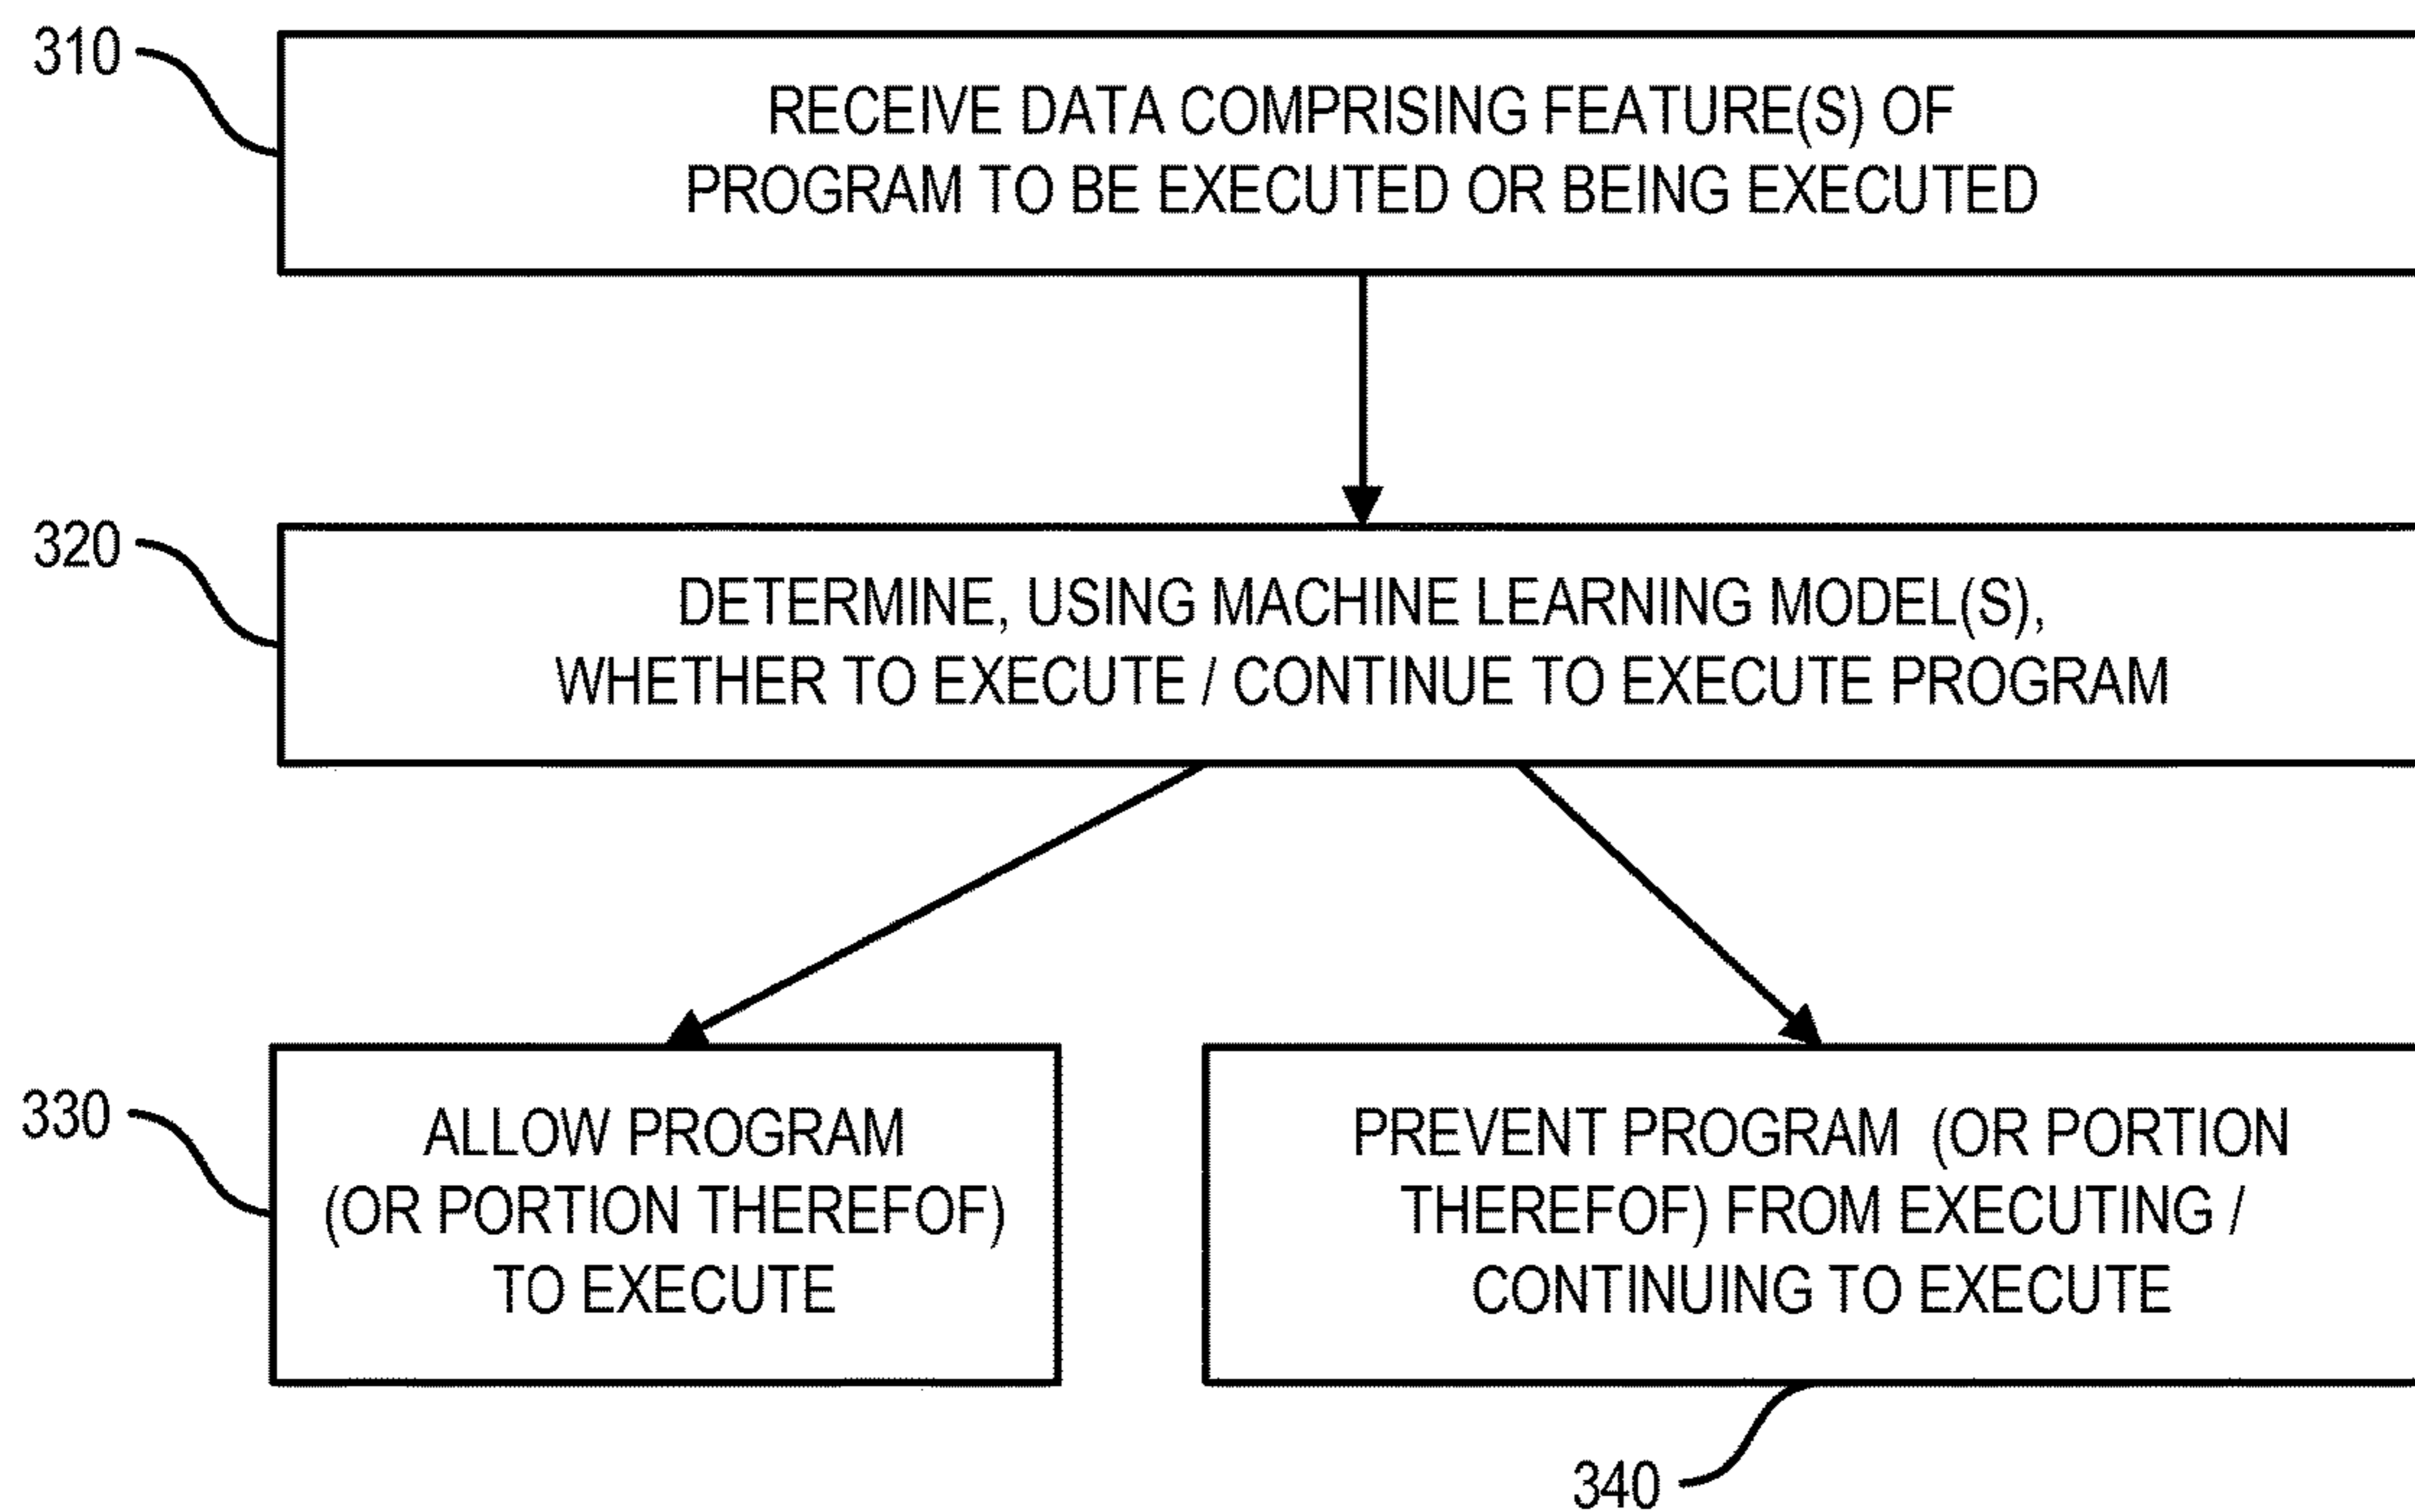 310
RECEIVE DATA COMPRISING FEATURE(S) OF
PROGRAM TO BE EXECUTED OR BEING EXECUTED
320
DETERMINE, USING MACHINE LEARNING MODEL(S),
WHETHER TO EXECUTE / CONTINUE TO EXECUTE PROGRAM
330
ALLOW PROGRAM
(OR PORTION THEREFOF)
TO EXECUTE
PREVENT PROGRAM (OR PORTION
THEREFOF) FROM EXECUTING /
CONTINUING TO EXECUTE
340